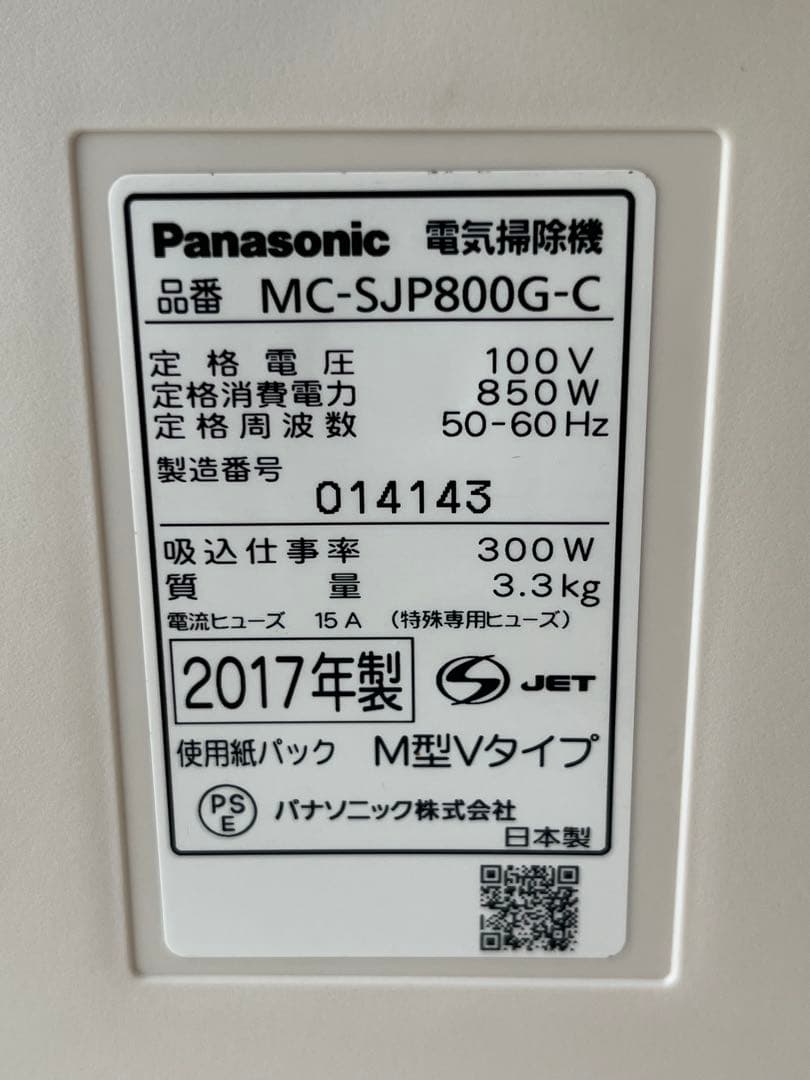 Panasonic 電気掃除機
品番 MC-SJP800G-C
定格電圧 100V
定格消費電力 850W
定格周波数 50-60Hz
製造番号
014143
吸込仕事率 300W
質量 3.3kg
電流ヒューズ 15A (特殊専用ヒューズ)
2017年製 S JET
使用紙パック M型Vタイプ
PSE パナソニック株式会社
日本製